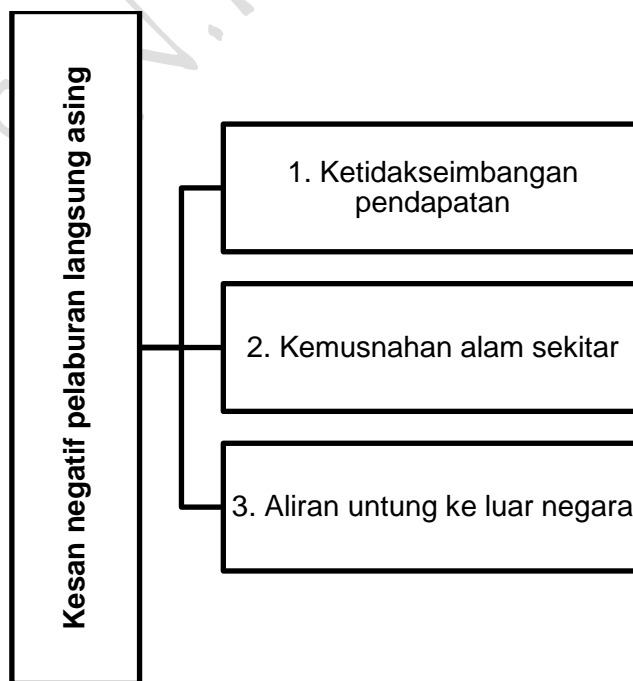 Kesan negatif pelaburan langsung asing
1. Ketidakseimbangan
pendapatan
2. Kemusnahan alam sekitar
3. Aliran untung ke luar negara